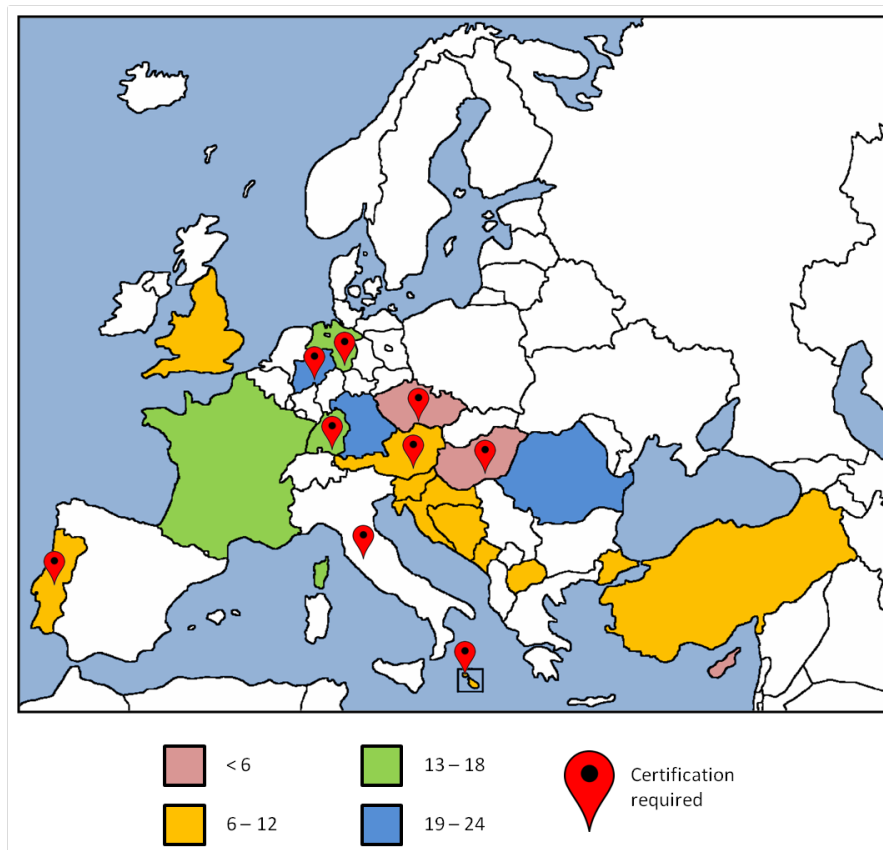 < 6
13 – 18
Certification
required
6 – 12
19 – 24